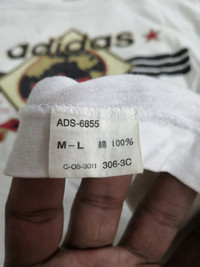 adidas
ADS-6855
M-L 綿 100%
C-OS-3011 306-3C